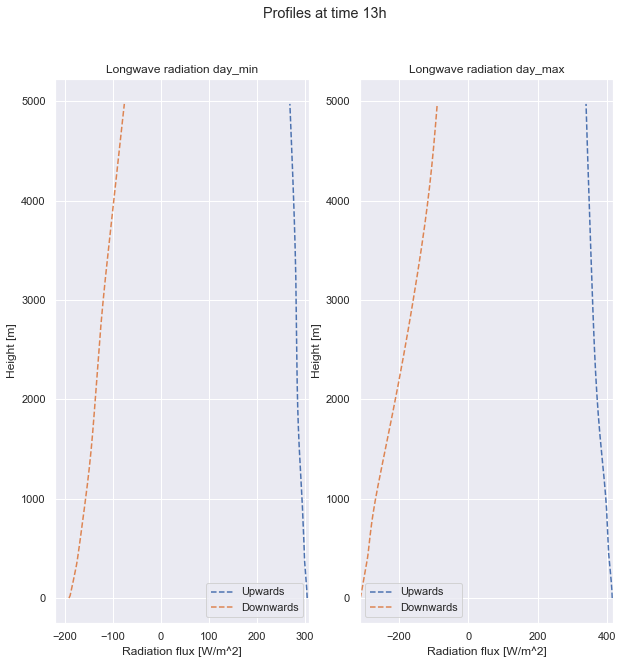 Profiles at time 13h
Longwave radiation day_min
Longwave radiation day_max
5000
4000
3000
2000
1000
0
Height [m]
−200 −100 0 100 200 300
Radiation flux [W/m^2]
Upwards
Downwards
5000
4000
3000
2000
1000
0
Height [m]
−200 0 200 400
Radiation flux [W/m^2]
Upwards
Downwards